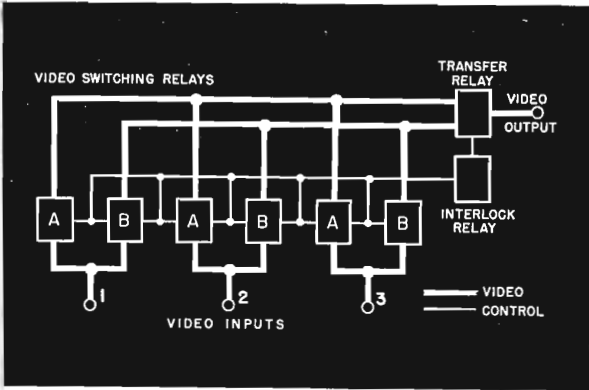 VIDEO SWITCHING RELAYS
TRANSFER
RELAY
VIDEO
OUTPUT
A
B
A
B
A
B
INTERLOCK
RELAY
1
2
3
VIDEO INPUTS
VIDEO
CONTROL